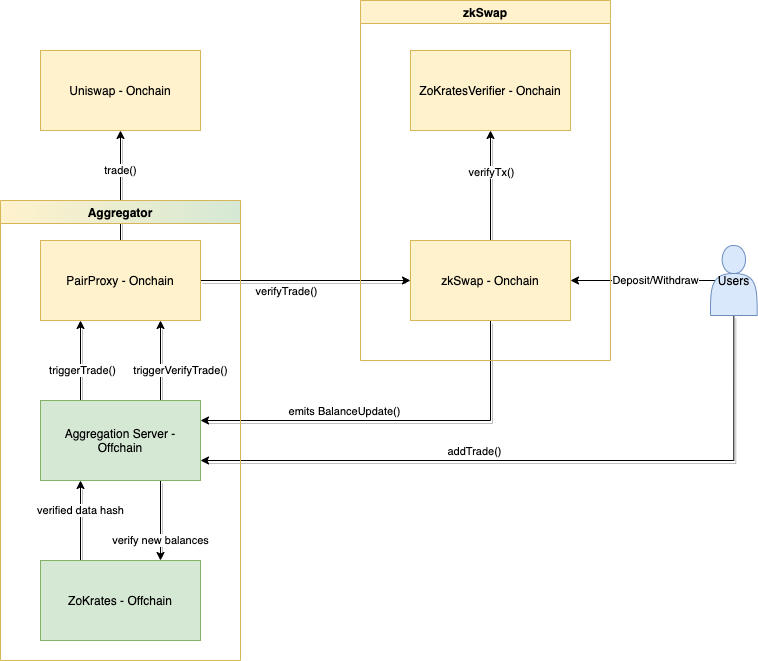 zkSwap
Uniswap - Onchain
ZoKratesVerifier - Onchain
trade()
verifyTx()
Aggregator
PairProxy - Onchain
zkSwap - Onchain
Deposit/Withdraw
Users
verifyTrade()
triggerTrade()
triggerVerifyTrade()
emits BalanceUpdate()
Aggregation Server -
Offchain
addTrade()
verified data hash
verify new balances
ZoKrates - Offchain